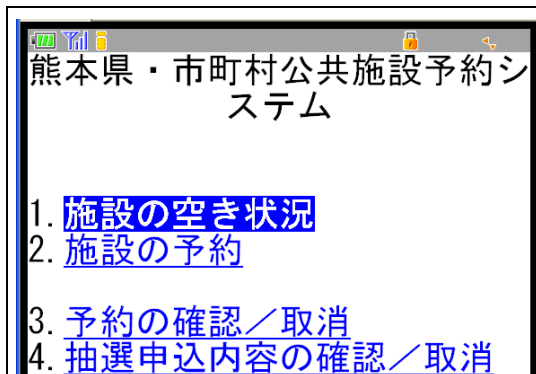 熊本県・市町村公共施設予約シ
ステム
1. 施設の空き状況
2. 施設の予約
3. 予約の確認／取消
4. 抽選申込内容の確認／取消